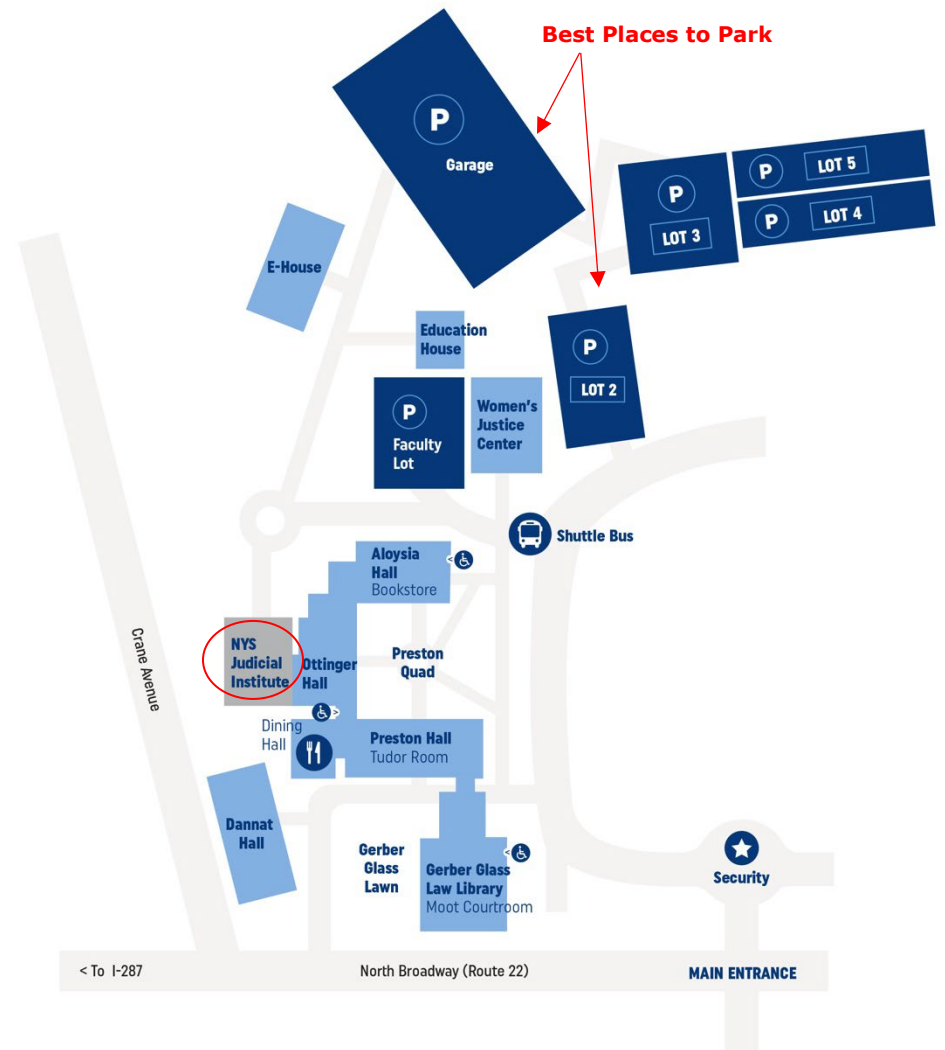 Best Places to Park
P
Garage
P
LOT 3
P
LOT 5
P
LOT 4
E-House
Education
House
P
LOT 2
P
Faculty
Lot
Women's
Justice
Center
Shuttle Bus
Aloysia
Hall
Bookstore
<
Crane Avenue
NYS
Judicial
Institute
Ottinger
Hall
Preston
Quad
>
Dining
Hall
Preston Hall
Tudor Room
Dannat
Hall
Gerber
Glass
Lawn
<
Gerber Glass
Law Library
Moot Courtroom
Security
< To I-287
North Broadway (Route 22)
MAIN ENTRANCE